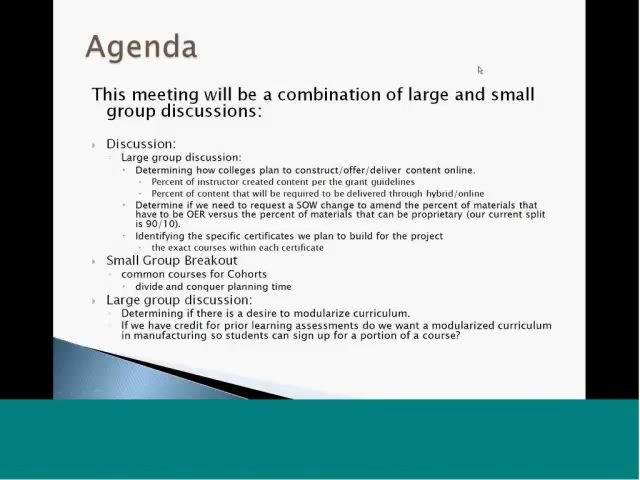 Agenda
This meeting will be a combination of large and small
group discussions:
Discussion:
Large group discussion:
Determining how colleges plan to construct/offer/deliver content online.
Percent of instructor created content per the grant guidelines
Percent of content that will be required to be delivered through hybrid/online
Determine if we need to request a SOW change to amend the percent of materials that
have to be OER versus the percent of materials that can be proprietary (our current split
is 90/10).
Identifying the specific certificates we plan to build for the project
the exact courses within each certificate
Small Group Breakout
common courses for Cohorts
divide and conquer planning time
Large group discussion:
Determining if there is a desire to modularize curriculum.
If we have credit for prior learning assessments do we want a modularized curriculum
in manufacturing so students can sign up for a portion of a course?